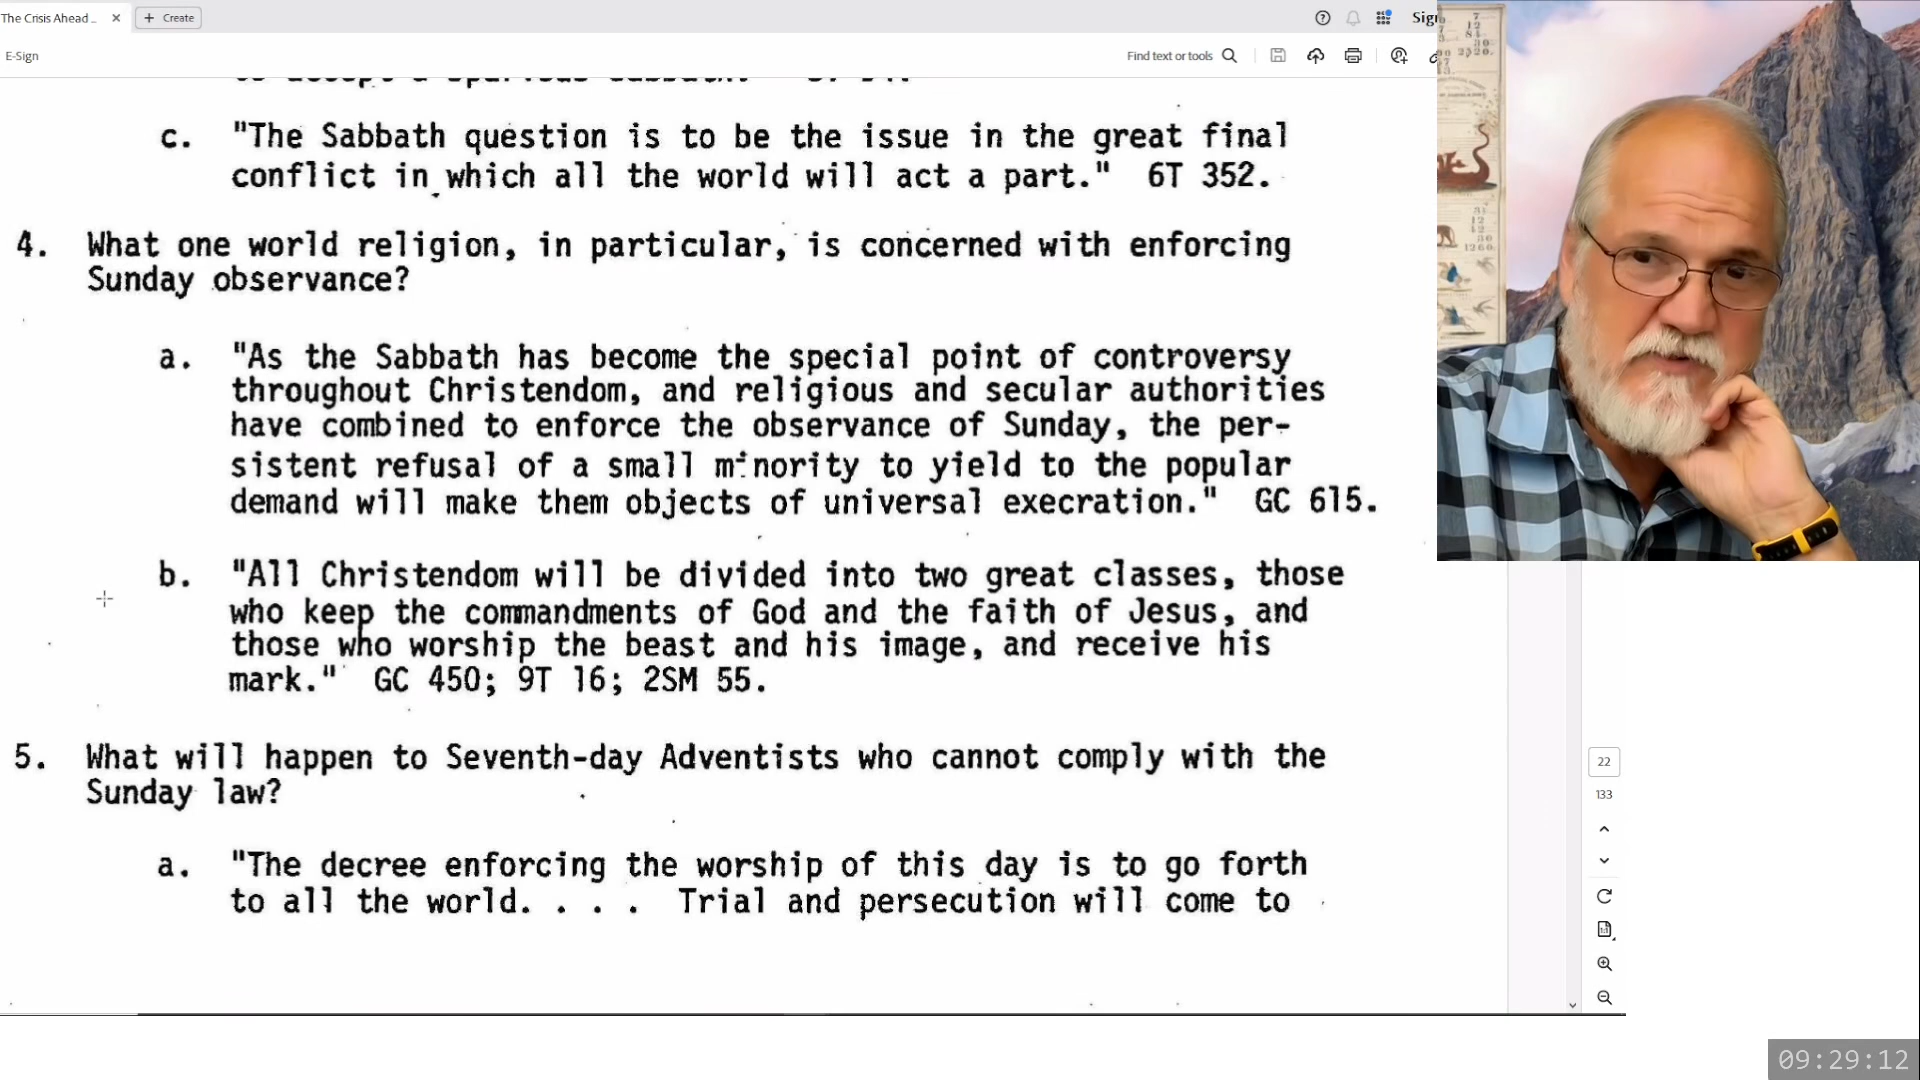 The Crisis Ahead ...
Create
E-Sign
Find text or tools
c. "The Sabbath question is to be the issue in the great final
conflict in which all the world will act a part." 6T 352.
4. What one world religion, in particular, is concerned with enforcing
Sunday observance?
a. "As the Sabbath has become the special point of controversy
throughout Christendom, and religious and secular authorities
have combined to enforce the observance of Sunday, the per-
sistent refusal of a small minority to yield to the popular
demand will make them objects of universal execration." GC 615.
b. "All Christendom will be divided into two great classes, those
who keep the commandments of God and the faith of Jesus, and
those who worship the beast and his image, and receive his
mark." GC 450; 9T 16; 2SM 55.
5. What will happen to Seventh-day Adventists who cannot comply with the
Sunday law?
a. "The decree enforcing the worship of this day is to go forth
to all the world. . . . Trial and persecution will come to
22
133
09:29:12